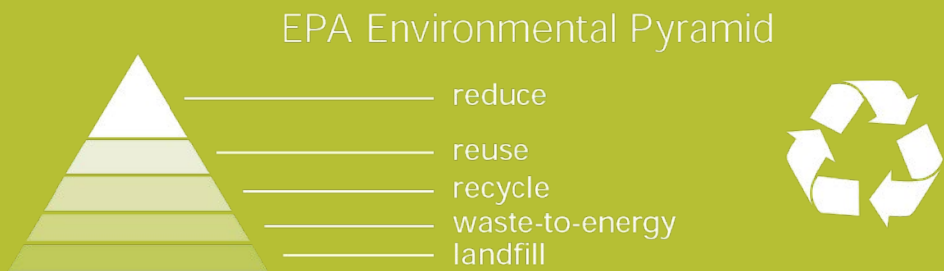 EPA Environmental Pyramid
reduce
reuse
recycle
waste-to-energy
landfill